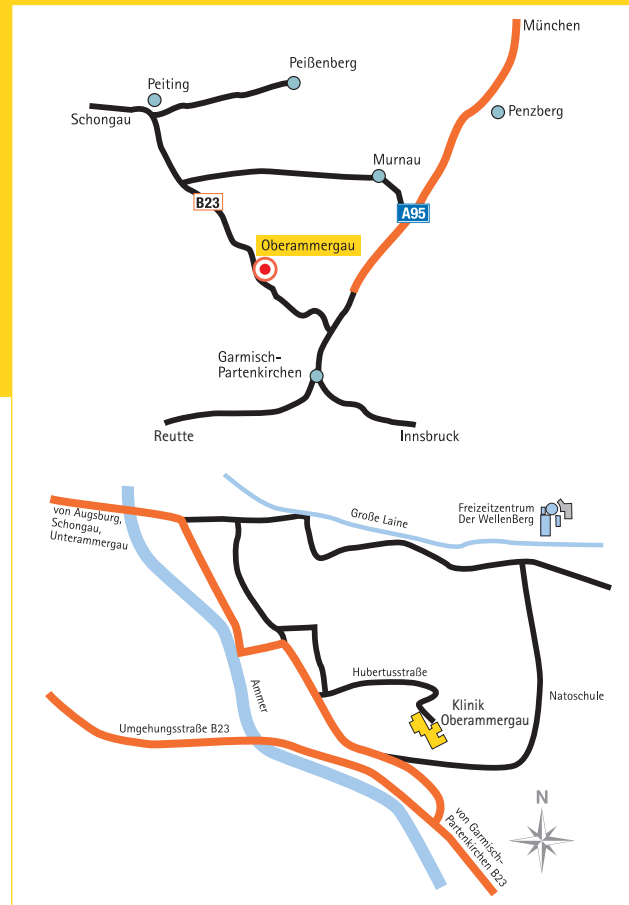 München
Peißenberg
Peiting
Penzberg
Schongau
Murnau
B23
A95
Oberammergau
Garmisch-
Partenkirchen
Reutte
Innsbruck
von Augsburg,
Schongau,
Unterammergau
Große Laine
Freizeitzentrum
Der WellenBerg
Hubertusstraße
Ammer
Klinik
Oberammergau
Natoschule
Umgehungsstraße B23
von Garmisch-
Partenkirchen B23
N